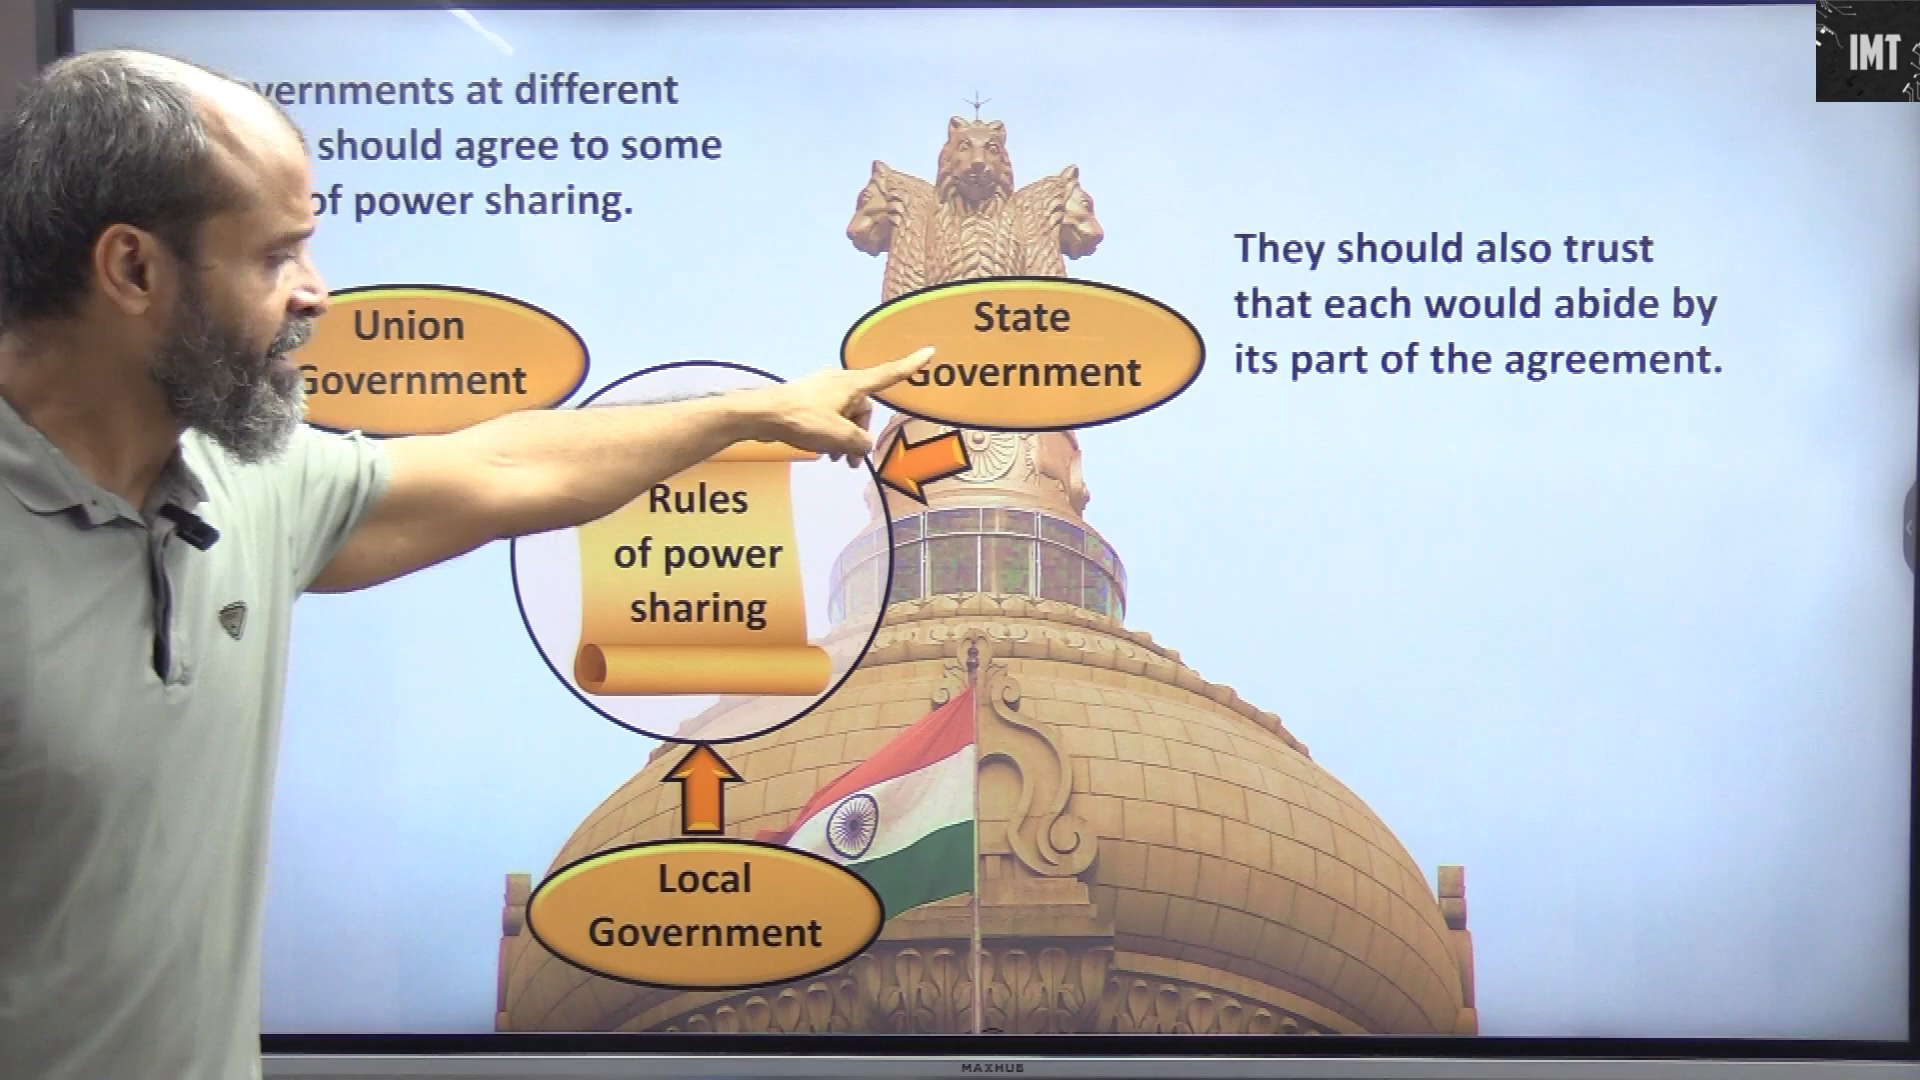 vernments at different
should agree to some
of power sharing.
Union
Government
State
Government
They should also trust
that each would abide by
its part of the agreement.
Rules
of power
sharing
Local
Government
IMT
MAXHUB